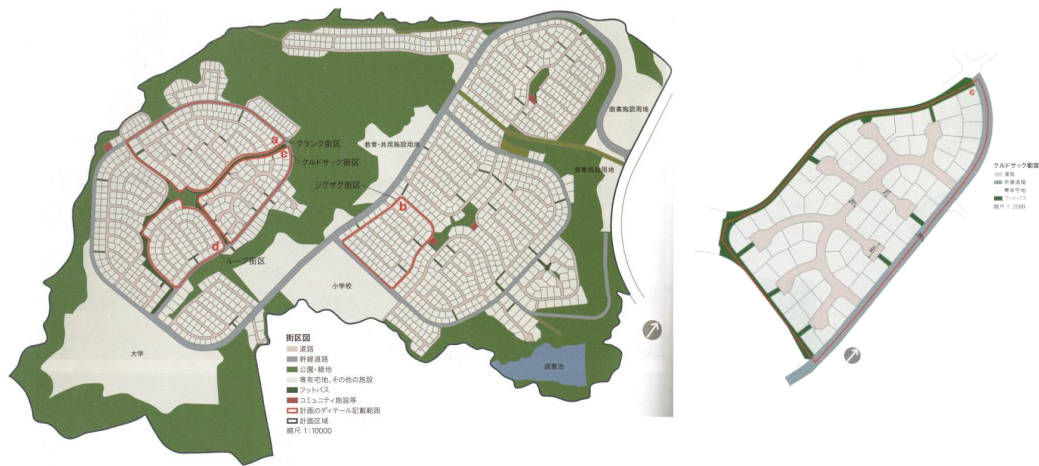 商業施設用地
a
クランク街区
教育・共用施設用地
c
クルドサック街区
商業施設用地
ジグザグ街区
b
d
ループ街区
小学校
大学
調整池
街区図
道路
幹線道路
公園・緑地
専有宅地、その他の施設
フットパス
コミュニティ施設等
計画のディテール記載範囲
計画区域
縮尺 1:10000
c
クルドサック街区
道路
幹線道路
専有宅地
フットパス
縮尺 1:2500